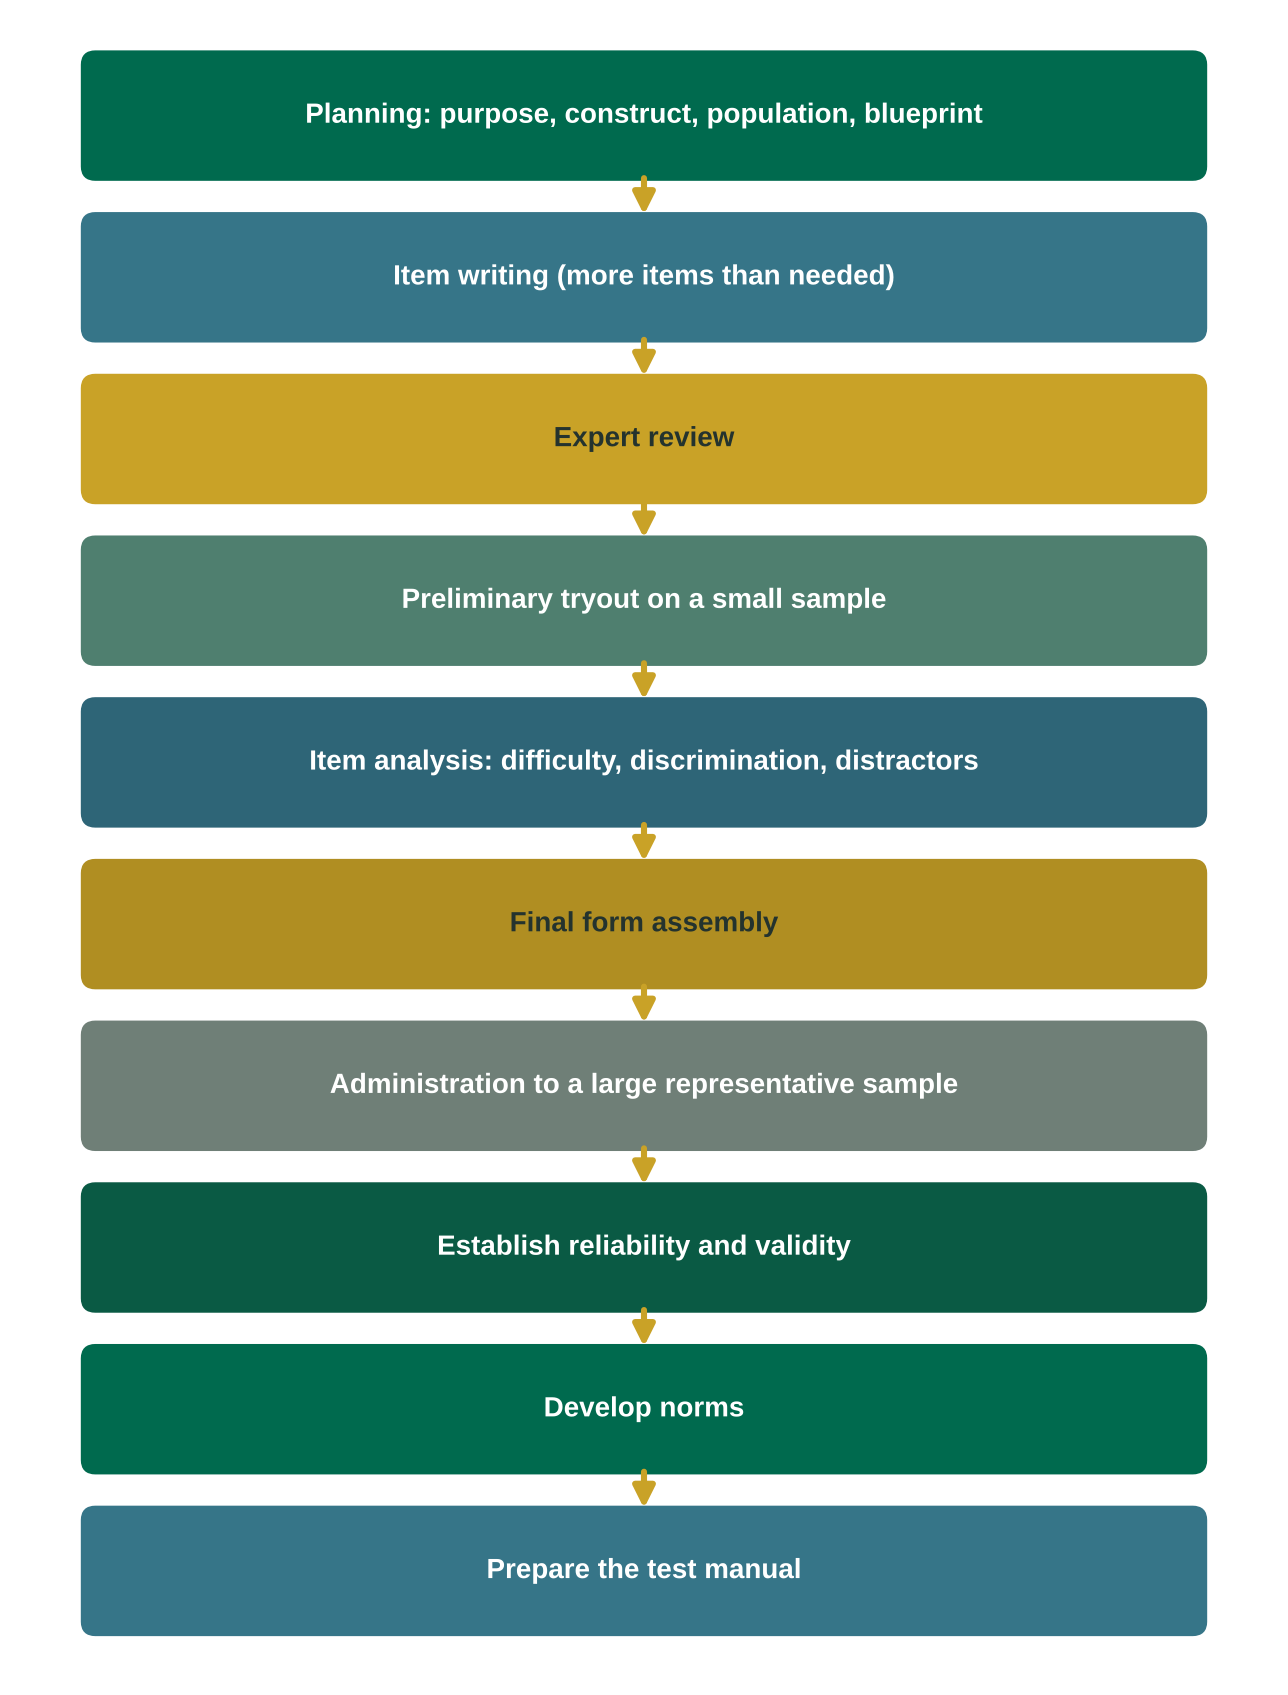 Planning: purpose, construct, population, blueprint
Item writing (more items than needed)
Expert review
Preliminary tryout on a small sample
Item analysis: difficulty, discrimination, distractors
Final form assembly
Administration to a large representative sample
Establish reliability and validity
Develop norms
Prepare the test manual